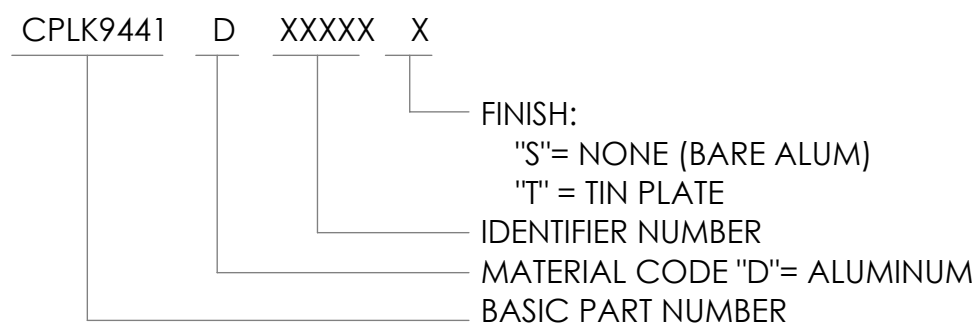 CPLK9441 D XXXXX X
FINISH:
"S"= NONE (BARE ALUM)
"T" = TIN PLATE
IDENTIFIER NUMBER
MATERIAL CODE "D"= ALUMINUM
BASIC PART NUMBER